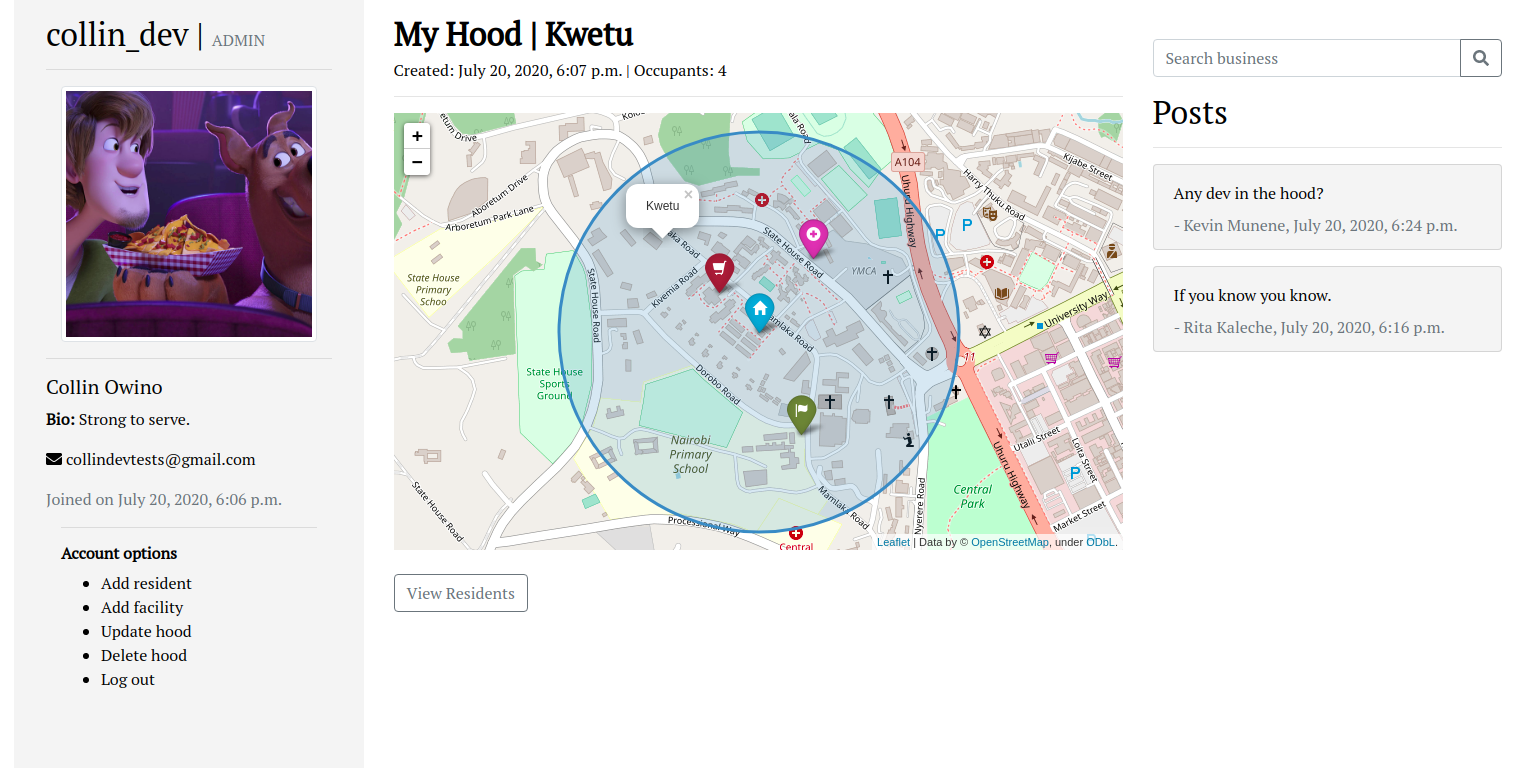 collin_dev | ADMIN
Collin Owino
Bio: Strong to serve.
collindevtests@gmail.com
Joined on July 20, 2020, 6:06 p.m.
Account options
Add resident
Add facility
Update hood
Delete hood
Log out
My Hood | Kwetu
Created: July 20, 2020, 6:07 p.m. | Occupants: 4
+
−
Kwetu
×
Arboretum Drive
Arboretum Park Lane
State House
Primary
Schoo
State House Road
Kivernia Road
State House Road
YMCA
A104
Uhuru Highway
Harry Thuku Road
Kijabe Street
P
P
University Way
11
Dorobo Road
State House
Sports
Ground
Nairobi
Primary
School
Mamlaka Road
State House Road
Processional Way
Central
Nyerere Road
Central
Park
Uhuru Highway
Utalii Street
Loita Street
P
Market Street
Leaflet | Data by © OpenStreetMap, under ODbL.
View Residents
Search business
Posts
Any dev in the hood?
- Kevin Munene, July 20, 2020, 6:24 p.m.
If you know you know.
- Rita Kaleche, July 20, 2020, 6:16 p.m.